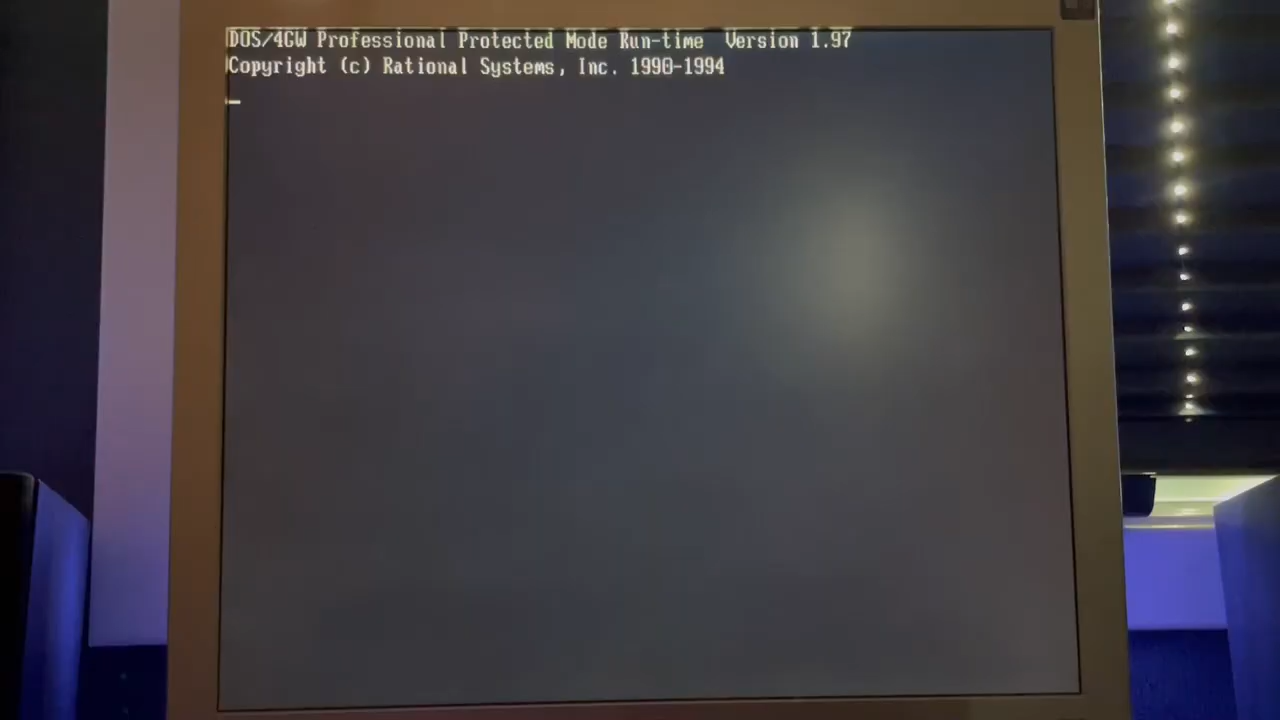 DOS/4GW Professional Protected Mode Run-time  Version 1.97
Copyright (c) Rational Systems, Inc. 1990-1994